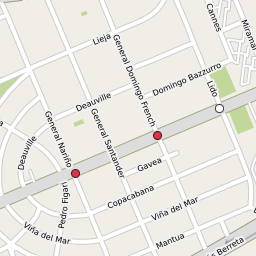 Cannes
Miramar
Lieja
General Domingo French
Domingo Bazzurro
Lido
Deauville
Deauville
General Nariño
General Santander
Gavea
Pedro Figari
Copacabana
Viña del Mar
Viña del Mar
Mantua
Berreta